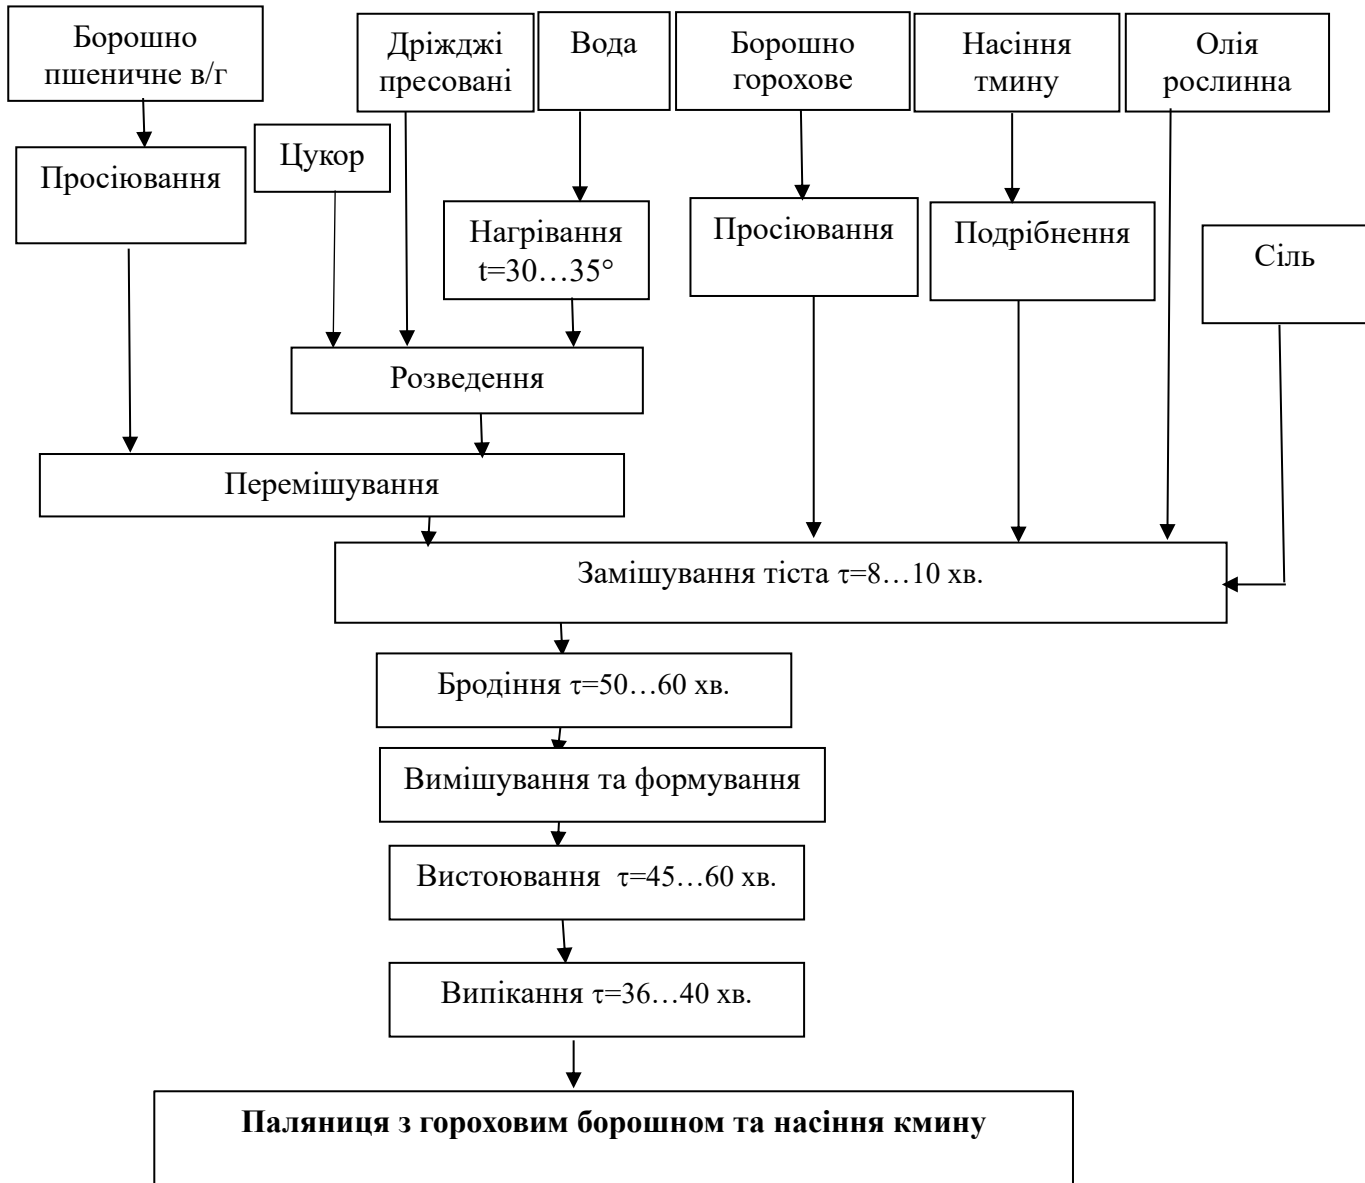 Борошно
пшеничне в/г
Дріжджі
пресовані
Вода
Борошно
горохове
Насіння
тмину
Олія
рослинна
Цукор
Просіювання
Нагрівання
t=30…35°
Просіювання
Подрібнення
Сіль
Розведення
Перемішування
Замішування тіста τ=8…10 хв.
Бродіння τ=50…60 хв.
Вимішування та формування
Вистоювання τ=45…60 хв.
Випікання τ=36…40 хв.
Паляниця з гороховим борошном та насіння кмину